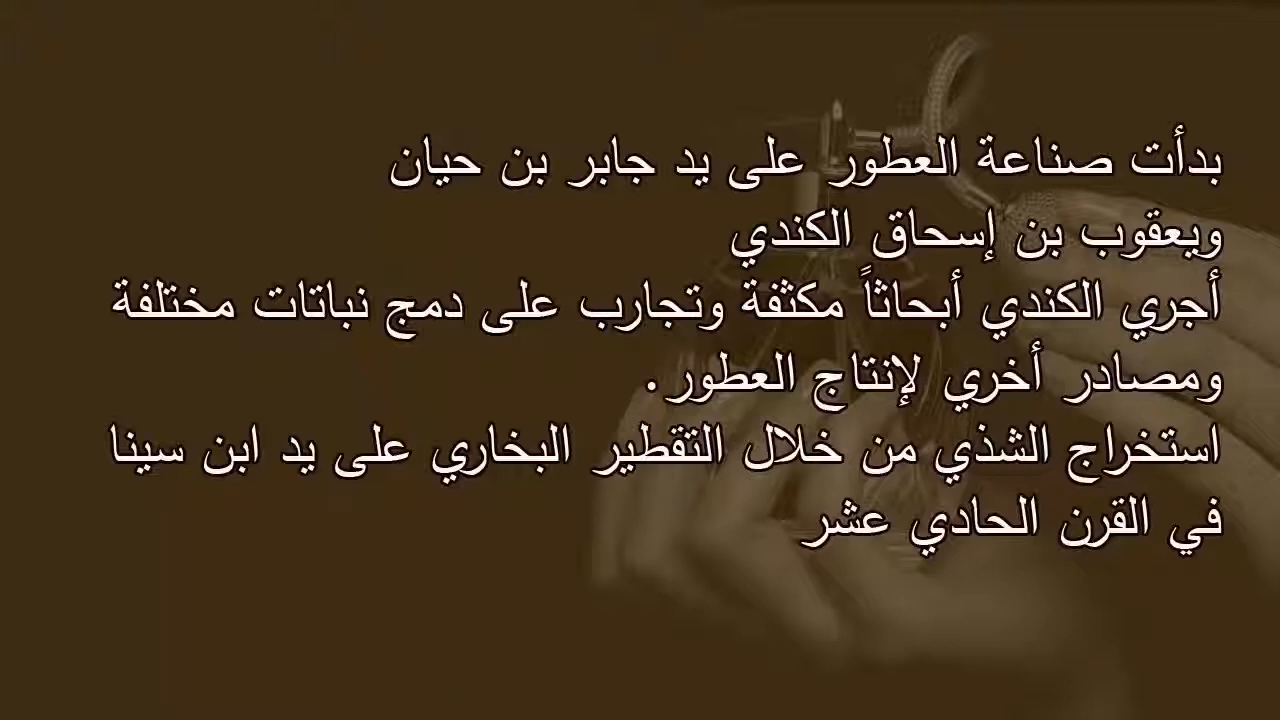 بدأت صناعة العطور على يد جابر بن حيان
ويعقوب بن إسحاق الكندي
أجري الكندي أبحاثاً مكثفة وتجارب على دمج نباتات مختلفة
ومصادر أخري لإنتاج العطور.
استخراج الشذي من خلال التقطير البخاري على يد ابن سينا
في القرن الحادي عشر